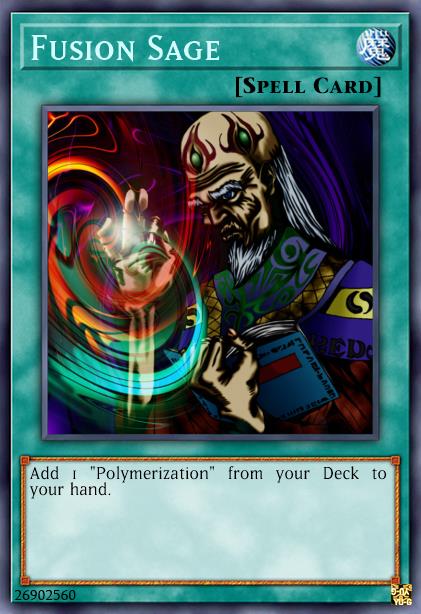 Fusion Sage
[Spell Card]
Add 1 "Polymerization" from your Deck to
your hand.
26902560